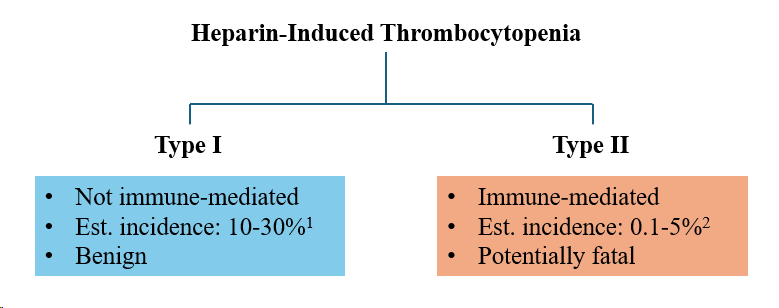 Heparin-Induced Thrombocytopenia
Type I
• Not immune-mediated
• Est. incidence: 10-30%¹
• Benign
Type II
• Immune-mediated
• Est. incidence: 0.1-5%²
• Potentially fatal